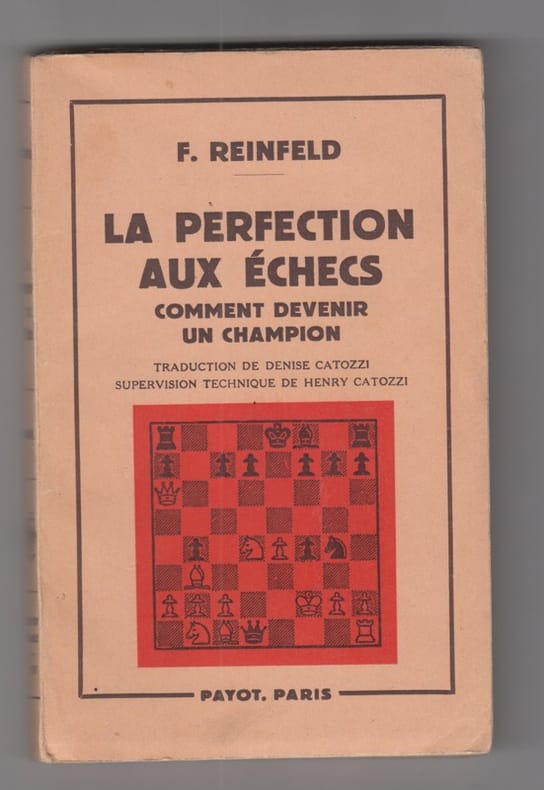 F. REINFELD
LA PERFECTION
AUX ÉCHECS
COMMENT DEVENIR
UN CHAMPION
TRADUCTION DE DENISE CATOZZI
SUPERVISION TECHNIQUE DE HENRY CATOZZI
PAYOT. PARIS